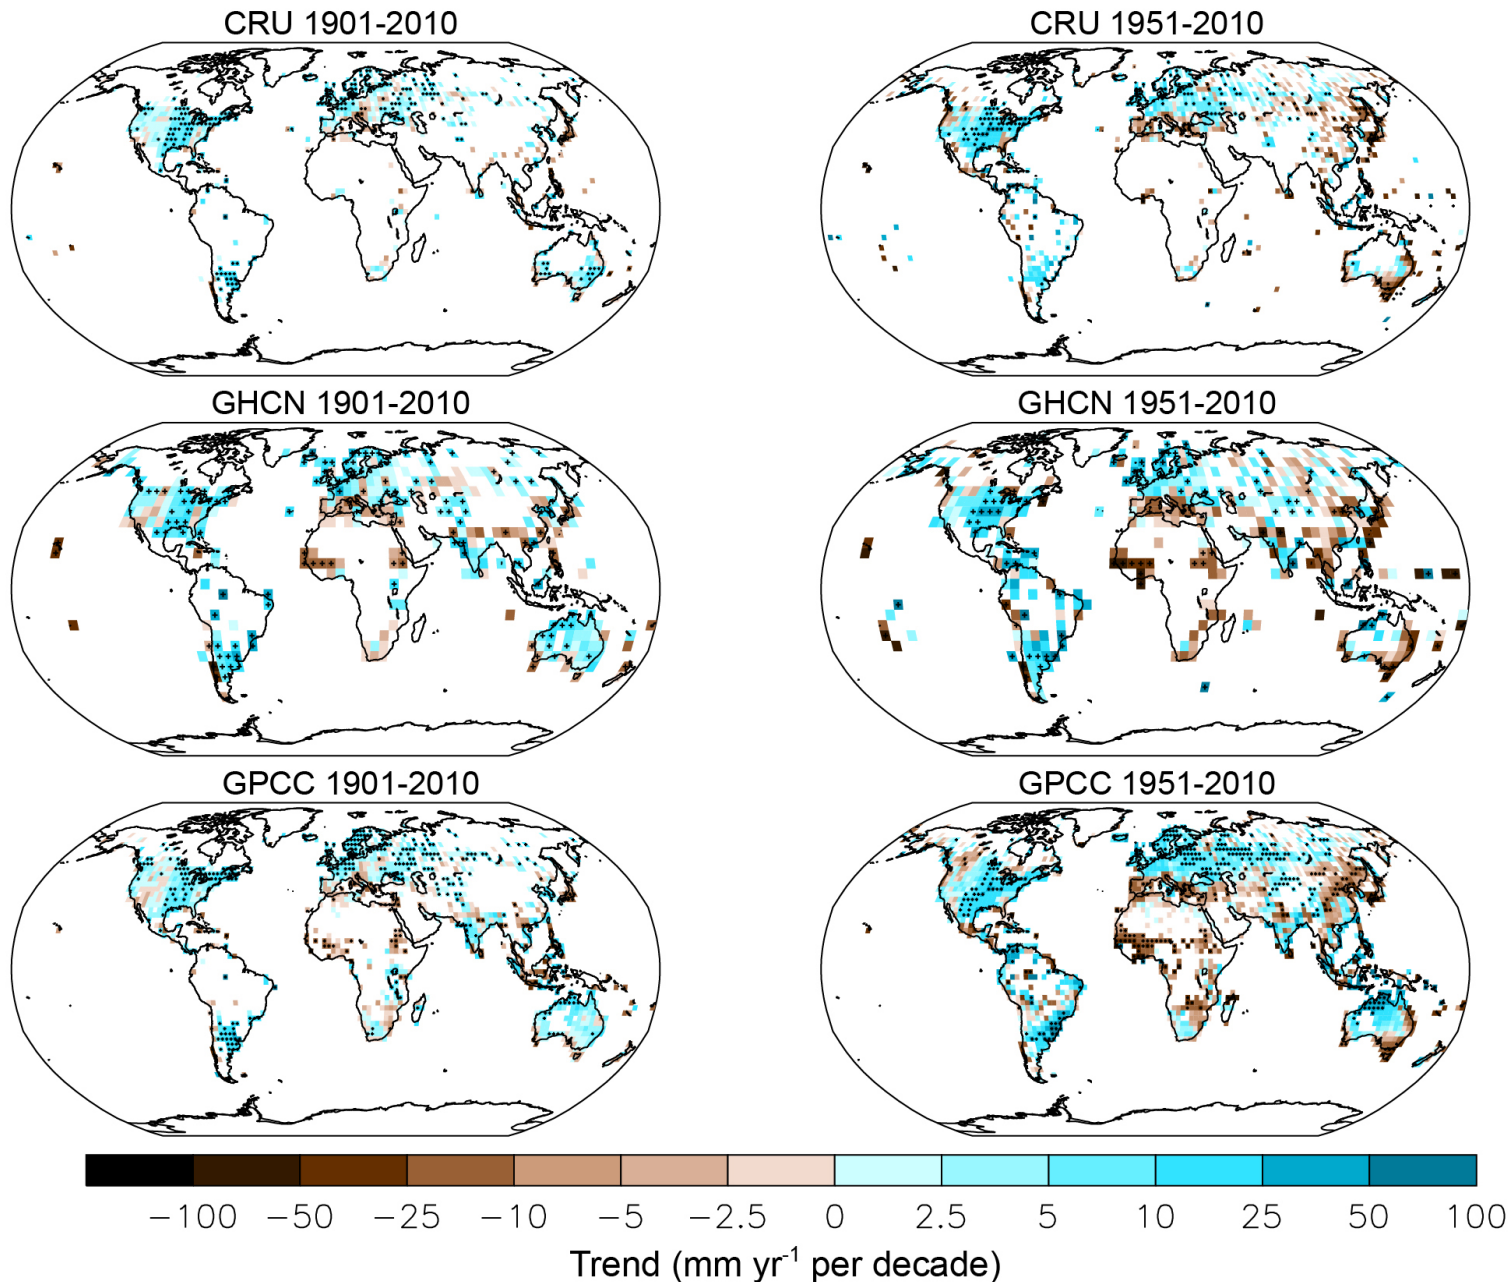 CRU 1901-2010 CRU 1951-2010
GHCN 1901-2010 GHCN 1951-2010
GPCC 1901-2010 GPCC 1951-2010
−100 −50 −25 −10 −5 −2.5 0 2.5 5 10 25 50 100
Trend (mm yr⁻¹ per decade)